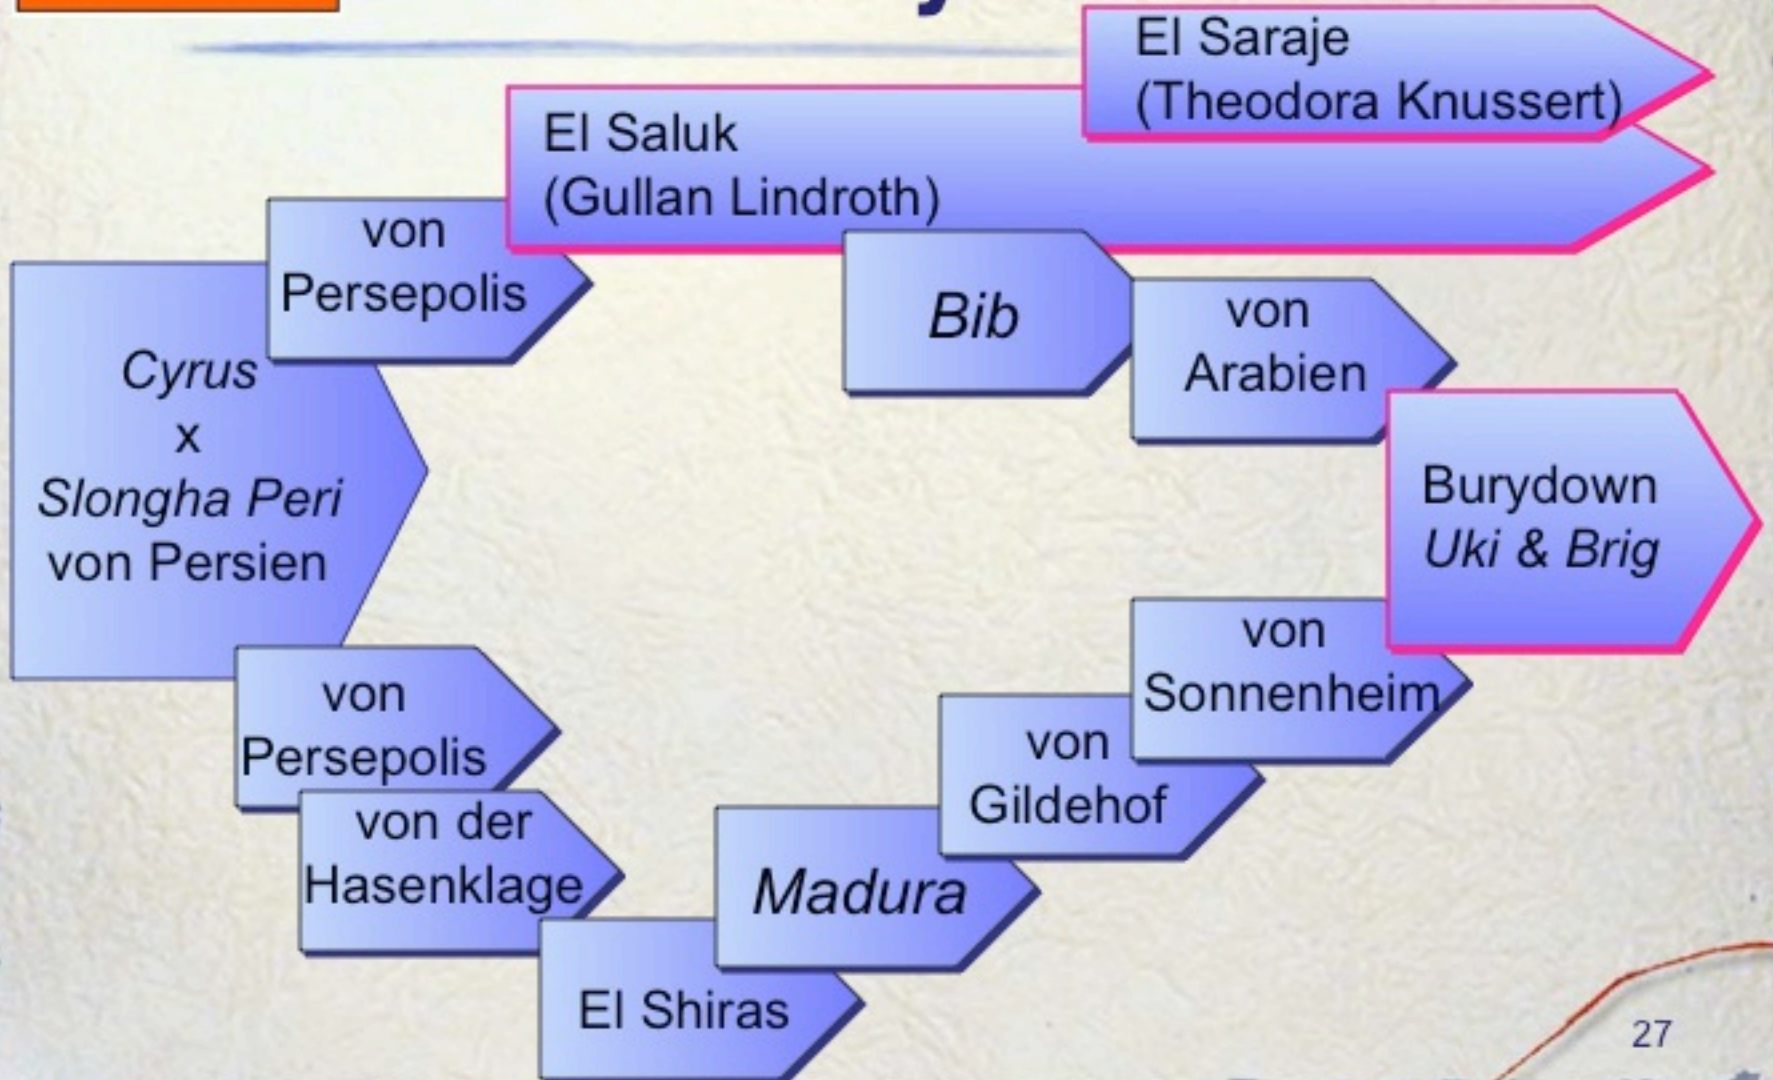 El Saraje
(Theodora Knussert)
El Saluk
(Gullan Lindroth)
von
Persepolis
Bib
von
Arabien
Cyrus
x
Slongha Peri
von Persien
Burydown
Uki & Brig
von
Persepolis
von der
Hasenklage
El Shiras
Madura
von
Gildehof
von
Sonnenheim
27